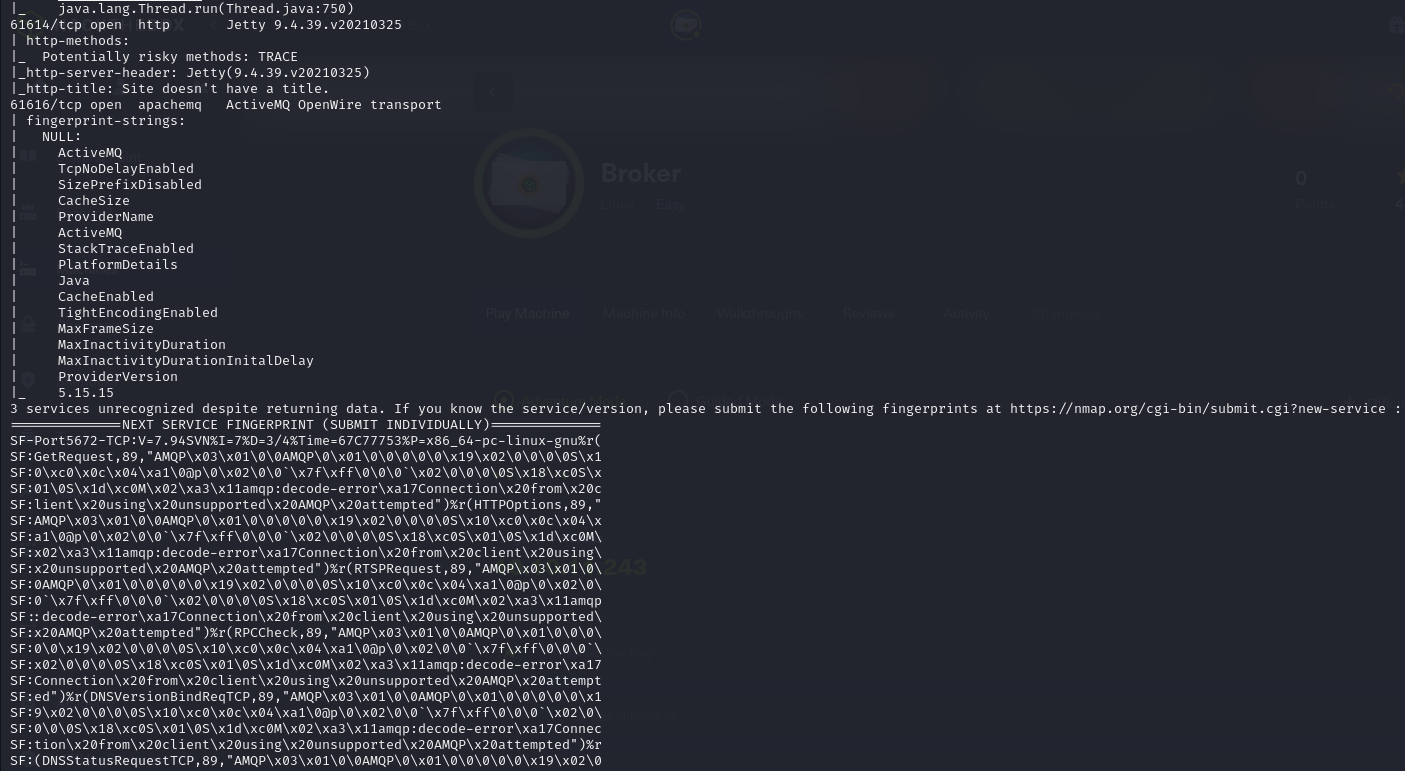 |_    java.lang.Thread.run(Thread.java:750)
61614/tcp open  http       Jetty 9.4.39.v20210325
| http-methods:
|_  Potentially risky methods: TRACE
|_http-server-header: Jetty(9.4.39.v20210325)
|_http-title: Site doesn't have a title.
61616/tcp open  apachemq   ActiveMQ OpenWire transport
| fingerprint-strings:
|   NULL:
|     ActiveMQ
|     TcpNoDelayEnabled
|     SizePrefixDisabled
|     CacheSize
|     ProviderName
|     ActiveMQ
|     StackTraceEnabled
|     PlatformDetails
|     Java
|     CacheEnabled
|     TightEncodingEnabled
|     MaxFrameSize
|     MaxInactivityDuration
|     MaxInactivityDurationInitalDelay
|     ProviderVersion
|_    5.15.15
3 services unrecognized despite returning data. If you know the service/version, please submit the following fingerprints at https://nmap.org/cgi-bin/submit.cgi?new-service :
==============NEXT SERVICE FINGERPRINT (SUBMIT INDIVIDUALLY)==============
SF-Port5672-TCP:V=7.94SVN%I=7%D=3/4%Time=67C77753%P=x86_64-pc-linux-gnu%r(
SF:GetRequest,89,"AMQP\x03\x01\0\0AMQP\0\x01\0\0\0\0\0\x19\x02\0\0\0\0S\x1
SF:0\xc0\x0c\x04\xa1\0@p\0\x02\0\0`\x7f\xff\0\0\0`\x02\0\0\0\0S\x18\xc0S\x
SF:01\0S\x1d\xc0M\x02\xa3\x11amqp:decode-error\xa17Connection\x20from\x20c
SF:lient\x20using\x20unsupported\x20AMQP\x20attempted")%r(HTTPOptions,89,"
SF:AMQP\x03\x01\0\0AMQP\0\x01\0\0\0\0\0\x19\x02\0\0\0\0S\x10\xc0\x0c\x04\x
SF:a1\0@p\0\x02\0\0`\x7f\xff\0\0\0`\x02\0\0\0\0S\x18\xc0S\x01\0S\x1d\xc0M\
SF:x02\xa3\x11amqp:decode-error\xa17Connection\x20from\x20client\x20using\
SF:x20unsupported\x20AMQP\x20attempted")%r(RTSPRequest,89,"AMQP\x03\x01\0\
SF:0AMQP\0\x01\0\0\0\0\0\x19\x02\0\0\0\0S\x10\xc0\x0c\x04\xa1\0@p\0\x02\0\
SF:0`\x7f\xff\0\0\0`\x02\0\0\0\0S\x18\xc0S\x01\0S\x1d\xc0M\x02\xa3\x11amqp
SF::decode-error\xa17Connection\x20from\x20client\x20using\x20unsupported\
SF:x20AMQP\x20attempted")%r(RPCCheck,89,"AMQP\x03\x01\0\0AMQP\0\x01\0\0\0\
SF:0\0\x19\x02\0\0\0\0S\x10\xc0\x0c\x04\xa1\0@p\0\x02\0\0`\x7f\xff\0\0\0`\
SF:x02\0\0\0\0S\x18\xc0S\x01\0S\x1d\xc0M\x02\xa3\x11amqp:decode-error\xa17
SF:Connection\x20from\x20client\x20using\x20unsupported\x20AMQP\x20attempt
SF:ed")%r(DNSVersionBindReqTCP,89,"AMQP\x03\x01\0\0AMQP\0\x01\0\0\0\0\0\x1
SF:9\x02\0\0\0\0S\x10\xc0\x0c\x04\xa1\0@p\0\x02\0\0`\x7f\xff\0\0\0`\x02\0\
SF:0\0\0S\x18\xc0S\x01\0S\x1d\xc0M\x02\xa3\x11amqp:decode-error\xa17Connec
SF:tion\x20from\x20client\x20using\x20unsupported\x20AMQP\x20attempted")%r
SF:(DNSStatusRequestTCP,89,"AMQP\x03\x01\0\0AMQP\0\x01\0\0\0\0\0\x19\x02\0
Broker
Linux Easy
0
Points
Play Machine Machine Info Walkthroughs Reviews Activity Changelog
243